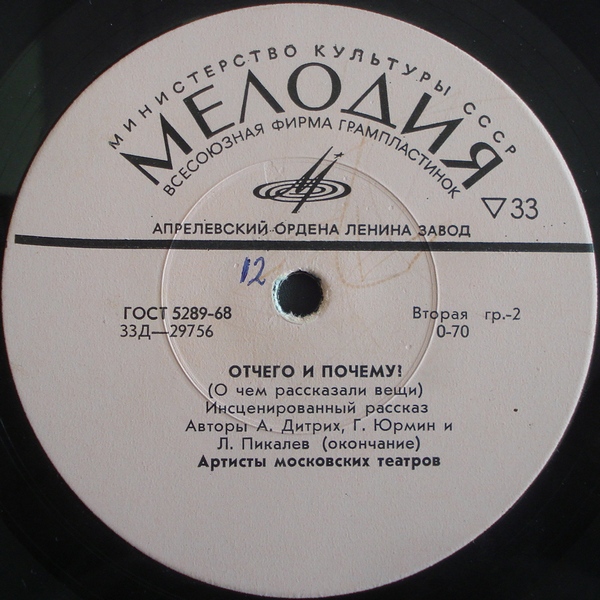 МИНИСТЕРСТВО КУЛЬТУРЫ СССР
МЕЛОДИЯ
ВСЕСОЮЗНАЯ ФИРМА ГРАМПЛАСТИНОК
▽33
АПРЕЛЕВСКИЙ ОРДЕНА ЛЕНИНА ЗАВОД
12
ГОСТ 5289-68
33Д—29756
Вторая гр.-2
0-70
ОТЧЕГО И ПОЧЕМУ?
(О чем рассказали вещи)
Инсценированный рассказ
Авторы А. Дитрих, Г. Юрмин и
Л. Пикалев (окончание)
Артисты московских театров